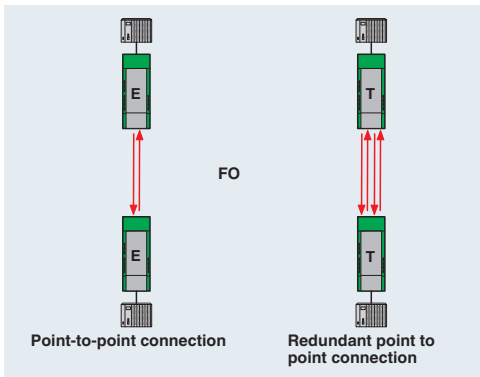 E
T
FO
E
T
Point-to-point connection
Redundant point to
point connection